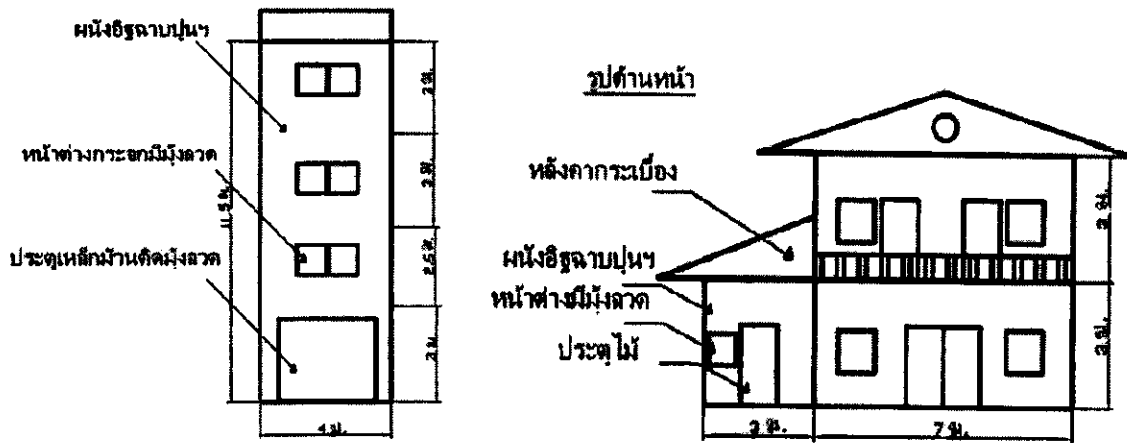 ผนังอิฐฉาบปูนฯ
หน้าต่างกระจกมีมุ้งลวด
ประตูเหล็กม้วนติดมุ้งลวด
11.5 ม.
3 ม.
3 ม.
2.5 ม.
3 ม.
4 ม.
รูปด้านหน้า
หลังคากระเบื้อง
ผนังอิฐฉาบปูนฯ
หน้าต่างมีมุ้งลวด
ประตูไม้
3 ม.
3 ม.
3 ม.
7 ม.